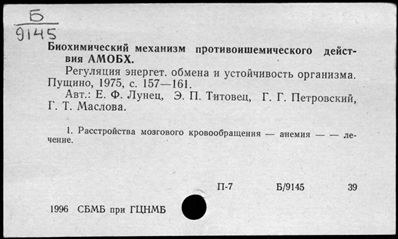 Б
9145
Биохимический механизм противоишемического дейст-
вия АМОБХ.
Регуляция энергет. обмена и устойчивость организма.
Пущино, 1975, с. 157—161.
Авт.: Е. Ф. Лунец, Э. П. Титовец, Г. Г. Петровский,
Г. Т. Маслова.
1. Расстройства мозгового кровообращения — анемия — — ле-
чение.
П-7 Б/9145 39
1996 СБМБ при ГЦНМБ